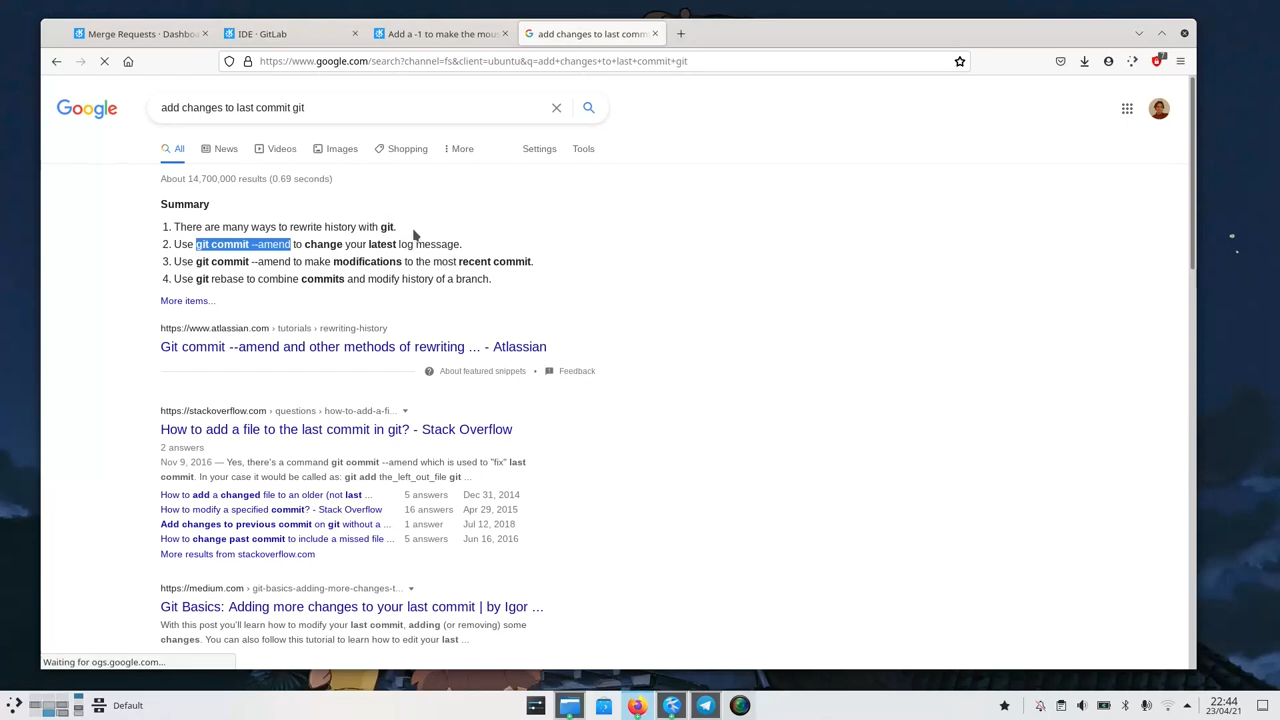 Merge Requests · Dashboa
IDE · GitLab
Add a -1 to make the mous
add changes to last comm
https://www.google.com/search?channel=fs&client=ubuntu&q=add+changes+to+last+commit+git
7
Google
add changes to last commit git
All
News
Videos
Images
Shopping
More
Settings
Tools
About 14,700,000 results (0.69 seconds)
Summary
1. There are many ways to rewrite history with git.
2. Use git commit --amend to change your latest log message.
3. Use git commit --amend to make modifications to the most recent commit.
4. Use git rebase to combine commits and modify history of a branch.
More items...
https://www.atlassian.com › tutorials › rewriting-history
Git commit --amend and other methods of rewriting ... - Atlassian
About featured snippets • Feedback
https://stackoverflow.com › questions › how-to-add-a-fi...
How to add a file to the last commit in git? - Stack Overflow
2 answers
Nov 9, 2016 — Yes, there's a command git commit --amend which is used to "fix" last
commit. In your case it would be called as: git add the_left_out_file git ...
How to add a changed file to an older (not last ... 5 answers Dec 31, 2014
How to modify a specified commit? - Stack Overflow 16 answers Apr 29, 2015
Add changes to previous commit on git without a ... 1 answer Jul 12, 2018
How to change past commit to include a missed file ... 5 answers Jun 16, 2016
More results from stackoverflow.com
https://medium.com › git-basics-adding-more-changes-t...
Git Basics: Adding more changes to your last commit | by Igor ...
With this post you'll learn how to modify your last commit, adding (or removing) some
changes. You can also follow this tutorial to learn how to edit your last ...
Waiting for ogs.google.com...
Default
22:44
23/04/21